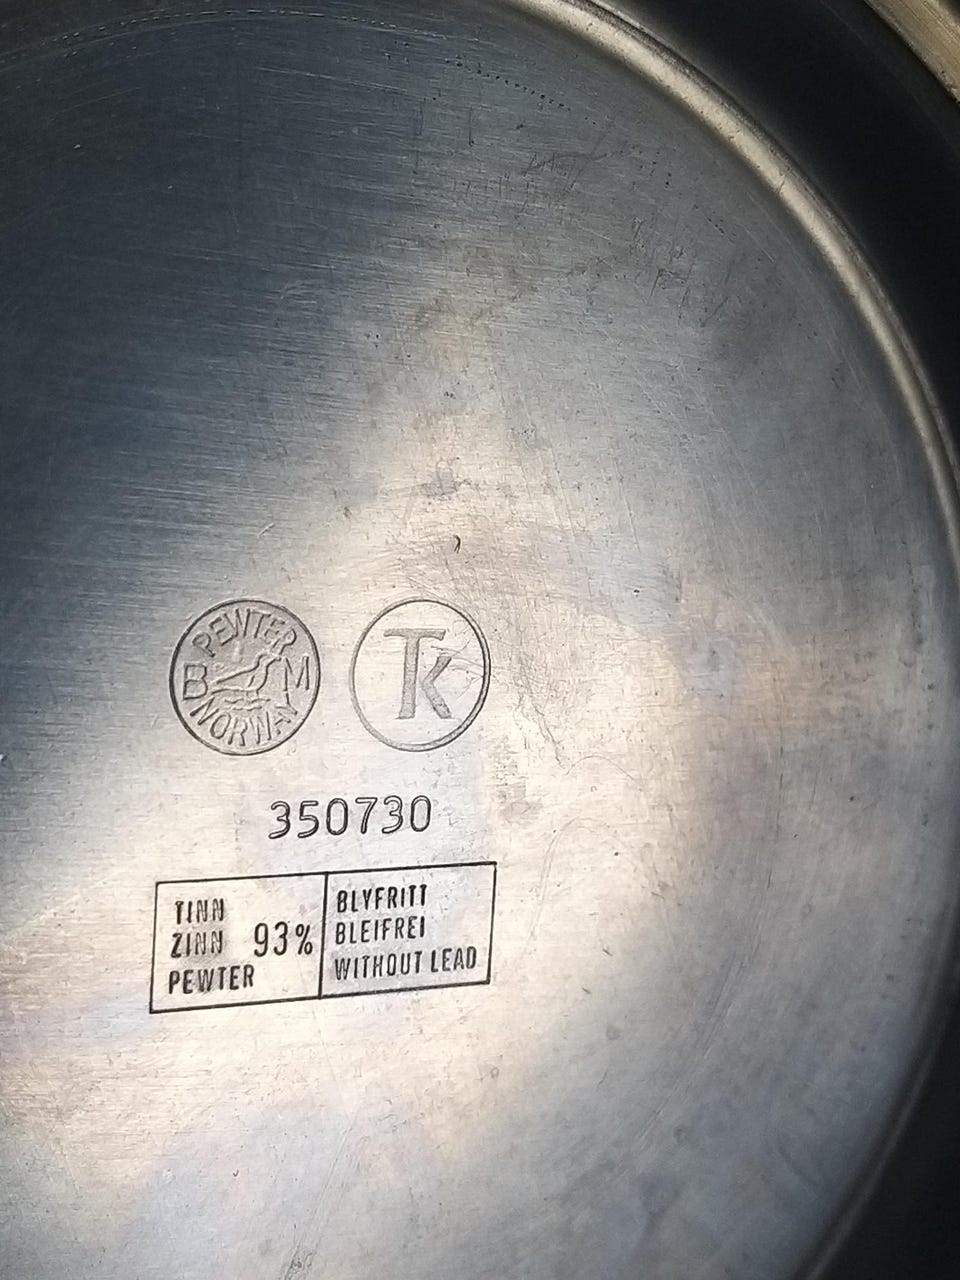 PEWTER
B M
NORWAY
TK
350730
TINN
ZINN 93%
PEWTER
BLYFRITT
BLEIFREI
WITHOUT LEAD